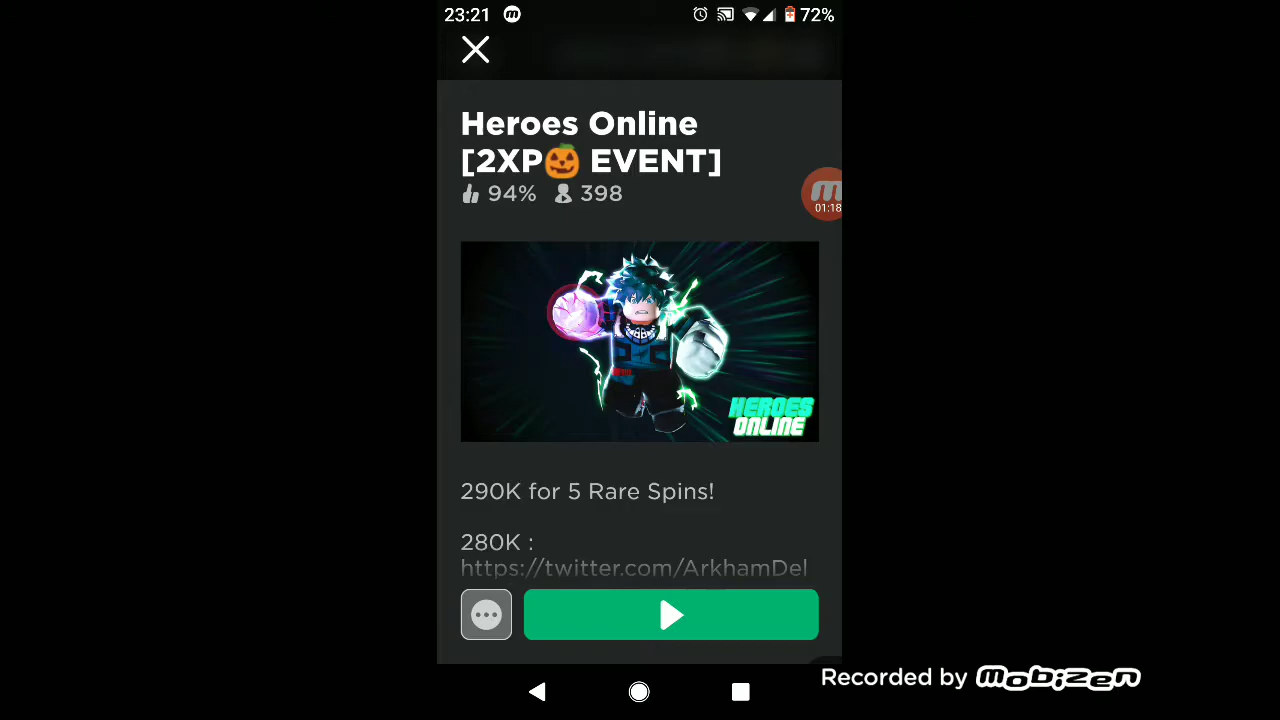 23:21
72%
Heroes Online
[2XP🎃 EVENT]
94% 398
01:18
HEROES
ONLINE
290K for 5 Rare Spins!
280K :
https://twitter.com/ArkhamDel
Recorded by mobizen